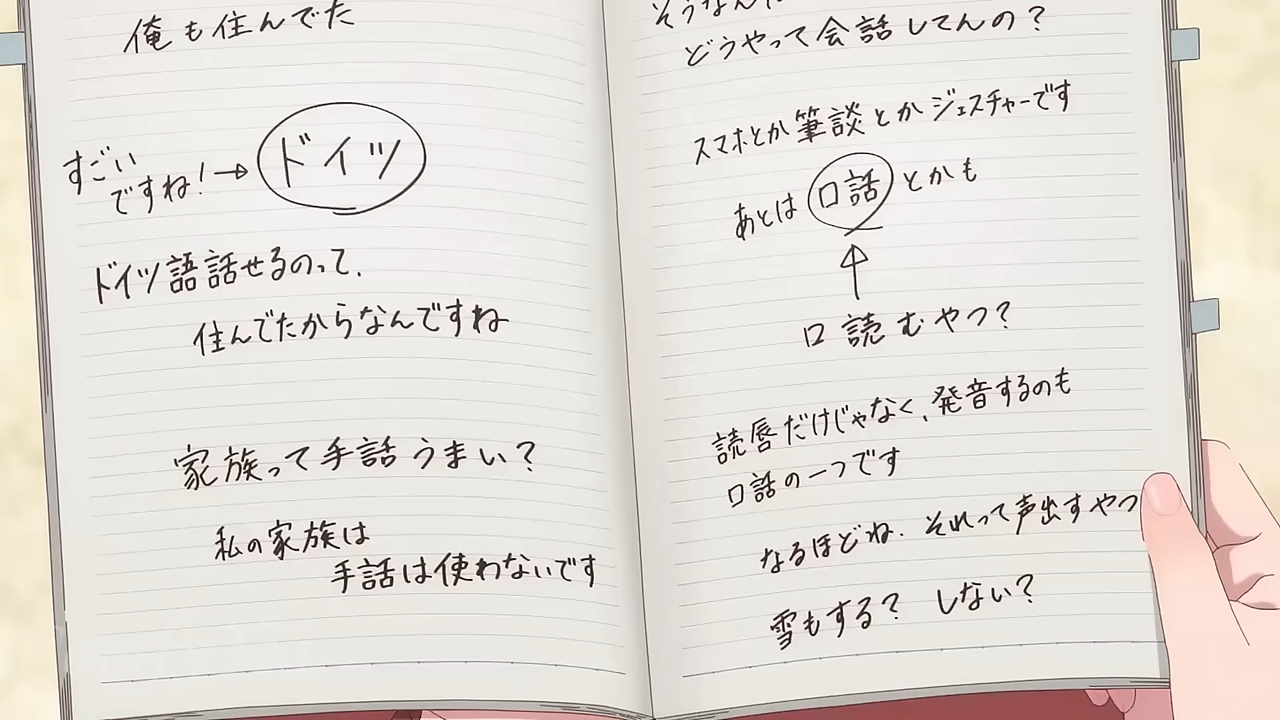 俺も住んでた
すごい
ですね!→ドイツ
ドイツ語話せるのって、
住んでたからなんですね
家族って手話うまい?
私の家族は
手話は使わないです
そうなんだ
どうやって会話してんの?
スマホとか筆談とかジェスチャーです
あとは口話とかも
↑
口読むやつ?
読唇だけじゃなく、発音するのも
口話の一つです
なるほどね. それって声出すやつ
雪もする? しない?